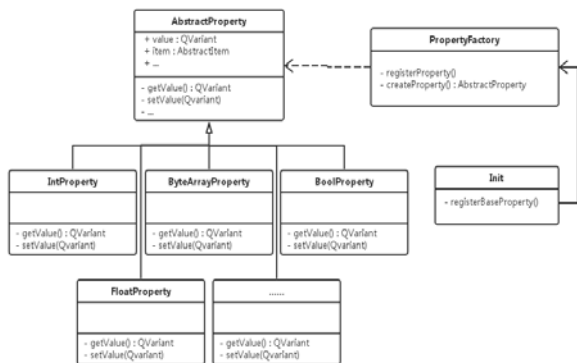 AbstractProperty
+ value : QVariant
+ item : AbstractItem
+ ...
- getValue() : QVariant
- setValue(Qvariant)
- ...
PropertyFactory
- registerProperty()
- createProperty() : AbstractProperty
IntProperty
- getValue() : QVariant
- setValue(Qvariant)
ByteArrayProperty
- getValue() : QVariant
- setValue(Qvariant)
BoolProperty
- getValue() : QVariant
- setValue(Qvariant)
Init
- registerBaseProperty()
FloatProperty
- getValue() : QVariant
- setValue(Qvariant)
......
- getValue() : QVariant
- setValue(Qvariant)